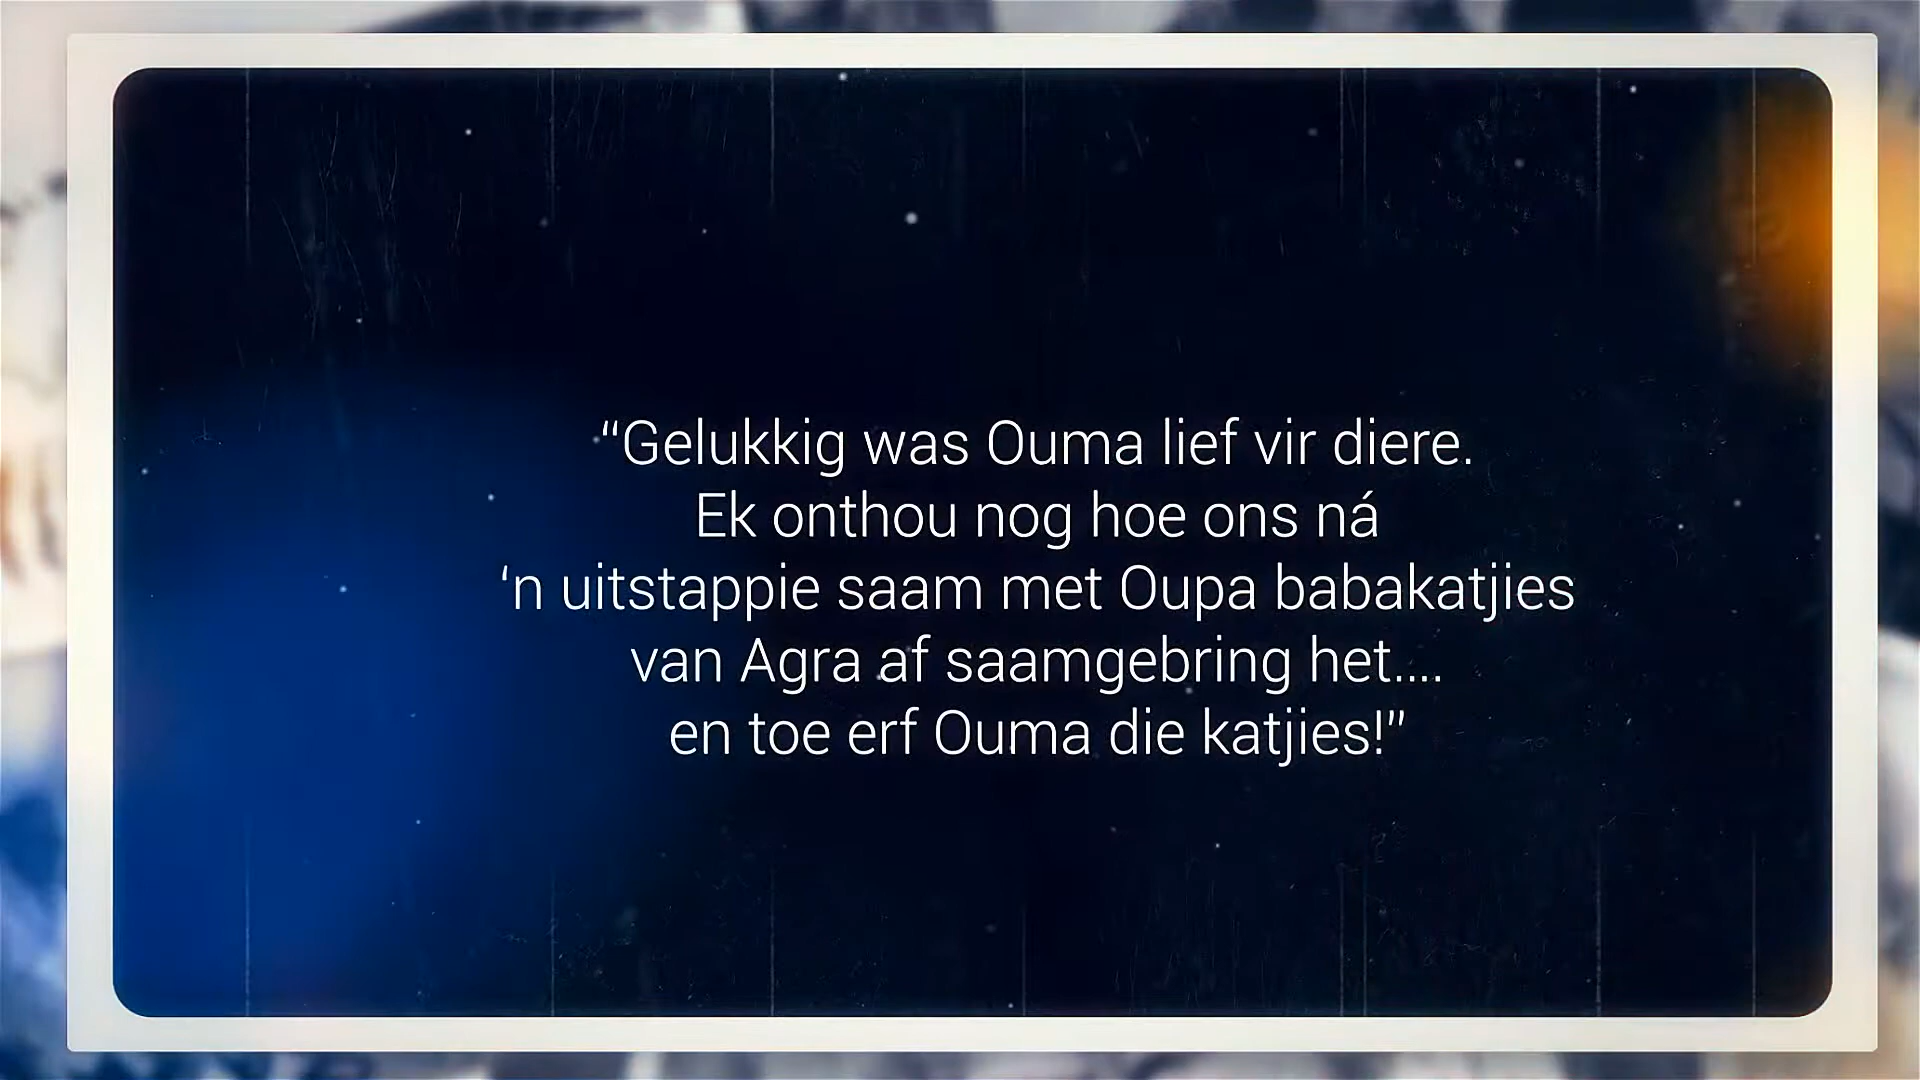 “Gelukkig was Ouma lief vir diere.
Ek onthou nog hoe ons ná
‘n uitstappie saam met Oupa babakatjies
van Agra af saamgebring het....
en toe erf Ouma die katjies!”